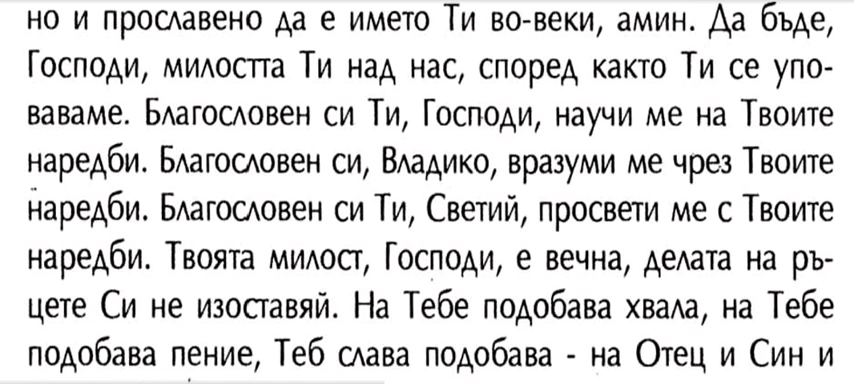 но и прославено да е името Ти во-веки, амин. Да бъде,
Господи, милостта Ти над нас, според както Ти се упо-
ваваме. Благословен си Ти, Господи, научи ме на Твоите
наредби. Благословен си, Владико, вразуми ме чрез Твоите
наредби. Благословен си Ти, Светий, просвети ме с Твоите
наредби. Твоята милост, Господи, е вечна, делата на ръ-
цете Си не изоставяй. На Тебе подобава хвала, на Тебе
подобава пение, Теб слава подобава - на Отец и Син и